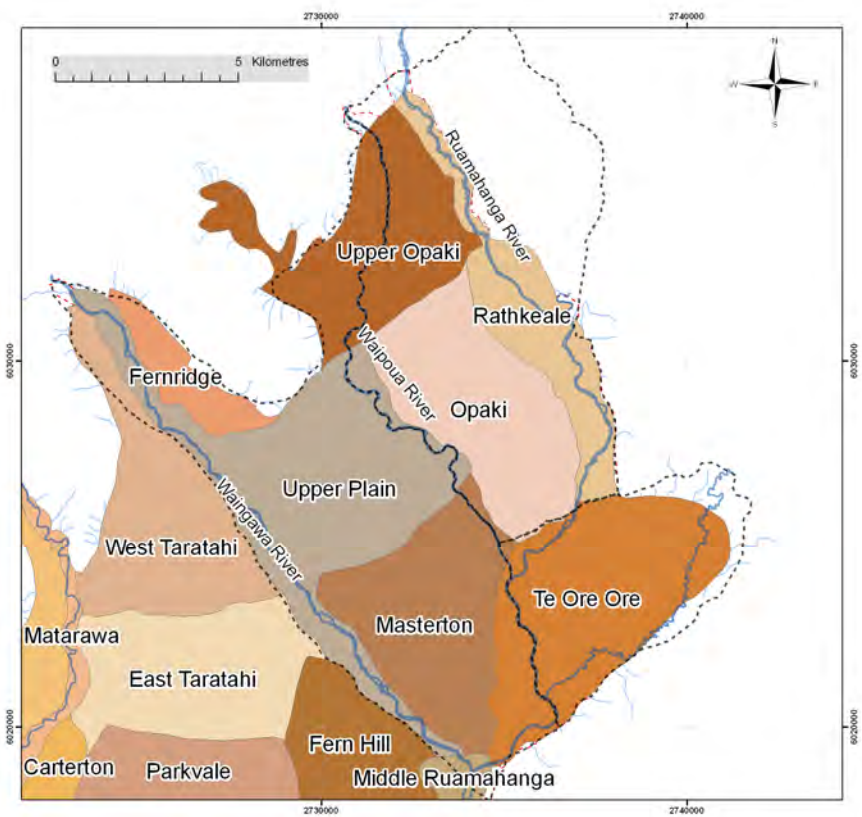 2730000
2740000
0 5 Kilometres
N
W E
S
Ruamahanga River
Upper Opaki
Rathkeale
6030000
6030000
Waipoua River
Fernridge
Opaki
Upper Plain
Waingawa River
West Taratahi
Te Ore Ore
Masterton
Matarawa
East Taratahi
6020000
6020000
Fern Hill
Carterton
Parkvale
Middle Ruamahanga
2730000
2740000